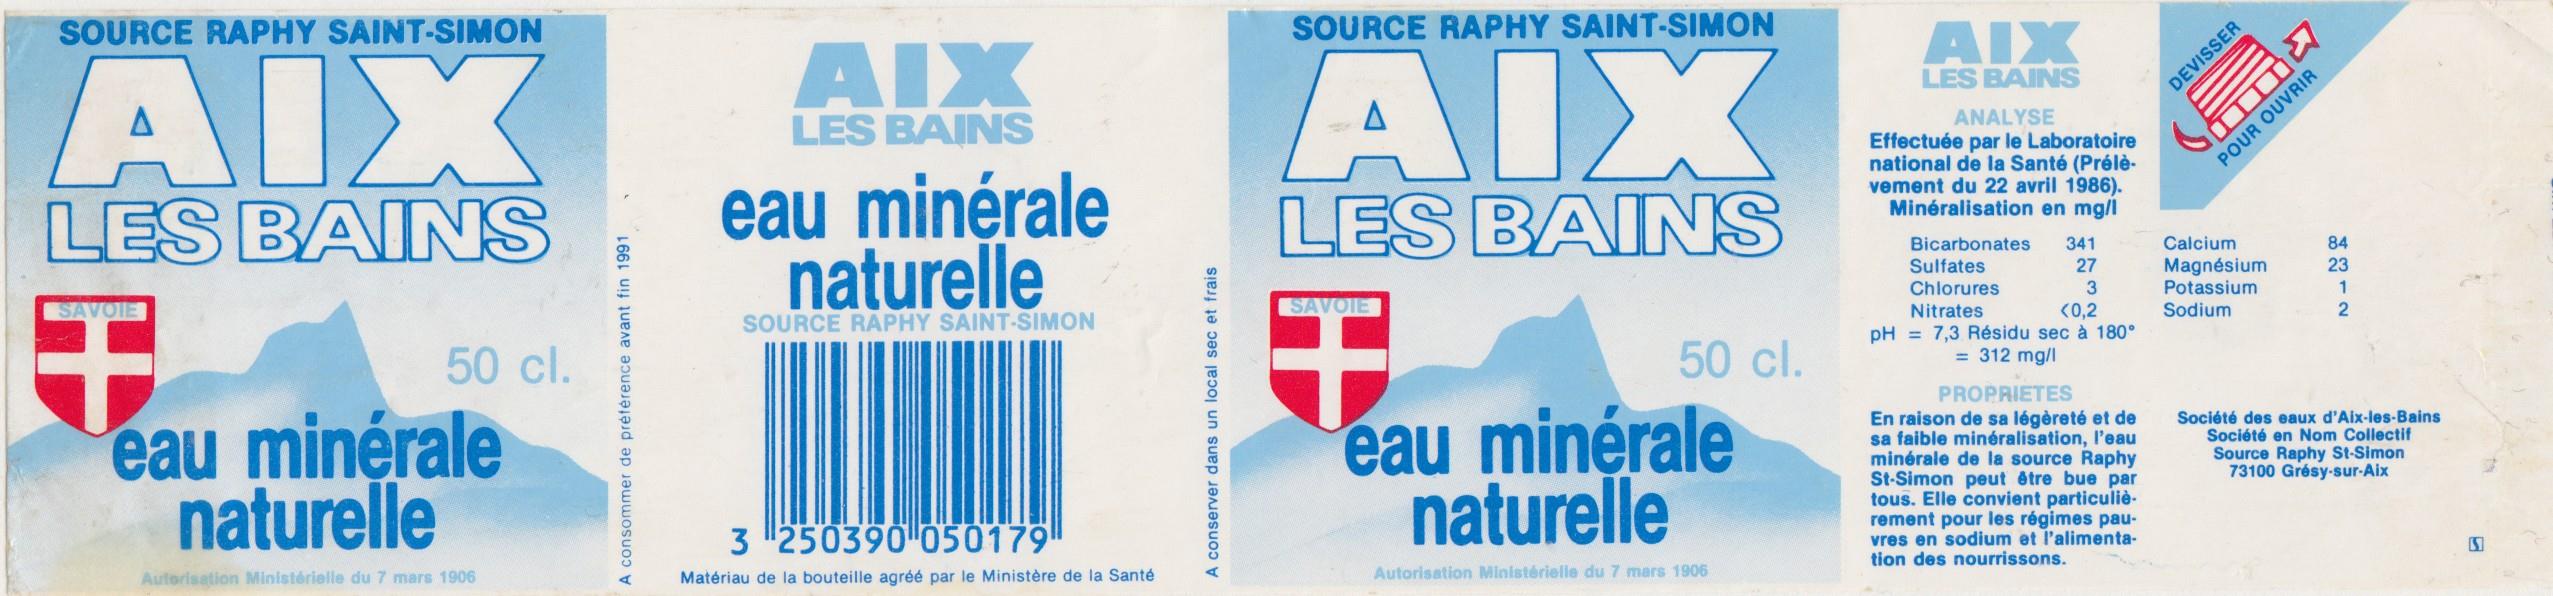 SOURCE RAPHY SAINT-SIMON
AIX
LES BAINS
SAVOIE
50 cl.
eau minérale
naturelle
Autorisation Ministérielle du 7 mars 1906
A consommer de préférence avant fin 1991
AIX
LES BAINS
eau minérale
naturelle
SOURCE RAPHY SAINT-SIMON
3 250390 050179
Matériau de la bouteille agréé par le Ministère de la Santé
A conserver dans un local sec et frais
SOURCE RAPHY SAINT-SIMON
AIX
LES BAINS
SAVOIE
50 cl.
eau minérale
naturelle
Autorisation Ministérielle du 7 mars 1906
AIX
LES BAINS
ANALYSE
Effectuée par le Laboratoire
national de la Santé (Prélè-
vement du 22 avril 1986).
Minéralisation en mg/l
Bicarbonates 341
Sulfates 27
Chlorures 3
Nitrates <0,2
pH = 7,3 Résidu sec à 180°
= 312 mg/l
PROPRIETES
En raison de sa légèreté et de
sa faible minéralisation, l'eau
minérale de la source Raphy
St-Simon peut être bue par
tous. Elle convient particuliè-
rement pour les régimes pau-
vres en sodium et l'alimenta-
tion des nourrissons.
DEVISSER
POUR OUVRIR
Calcium 84
Magnésium 23
Potassium 1
Sodium 2
Société des eaux d'Aix-les-Bains
Société en Nom Collectif
Source Raphy St-Simon
73100 Grésy-sur-Aix